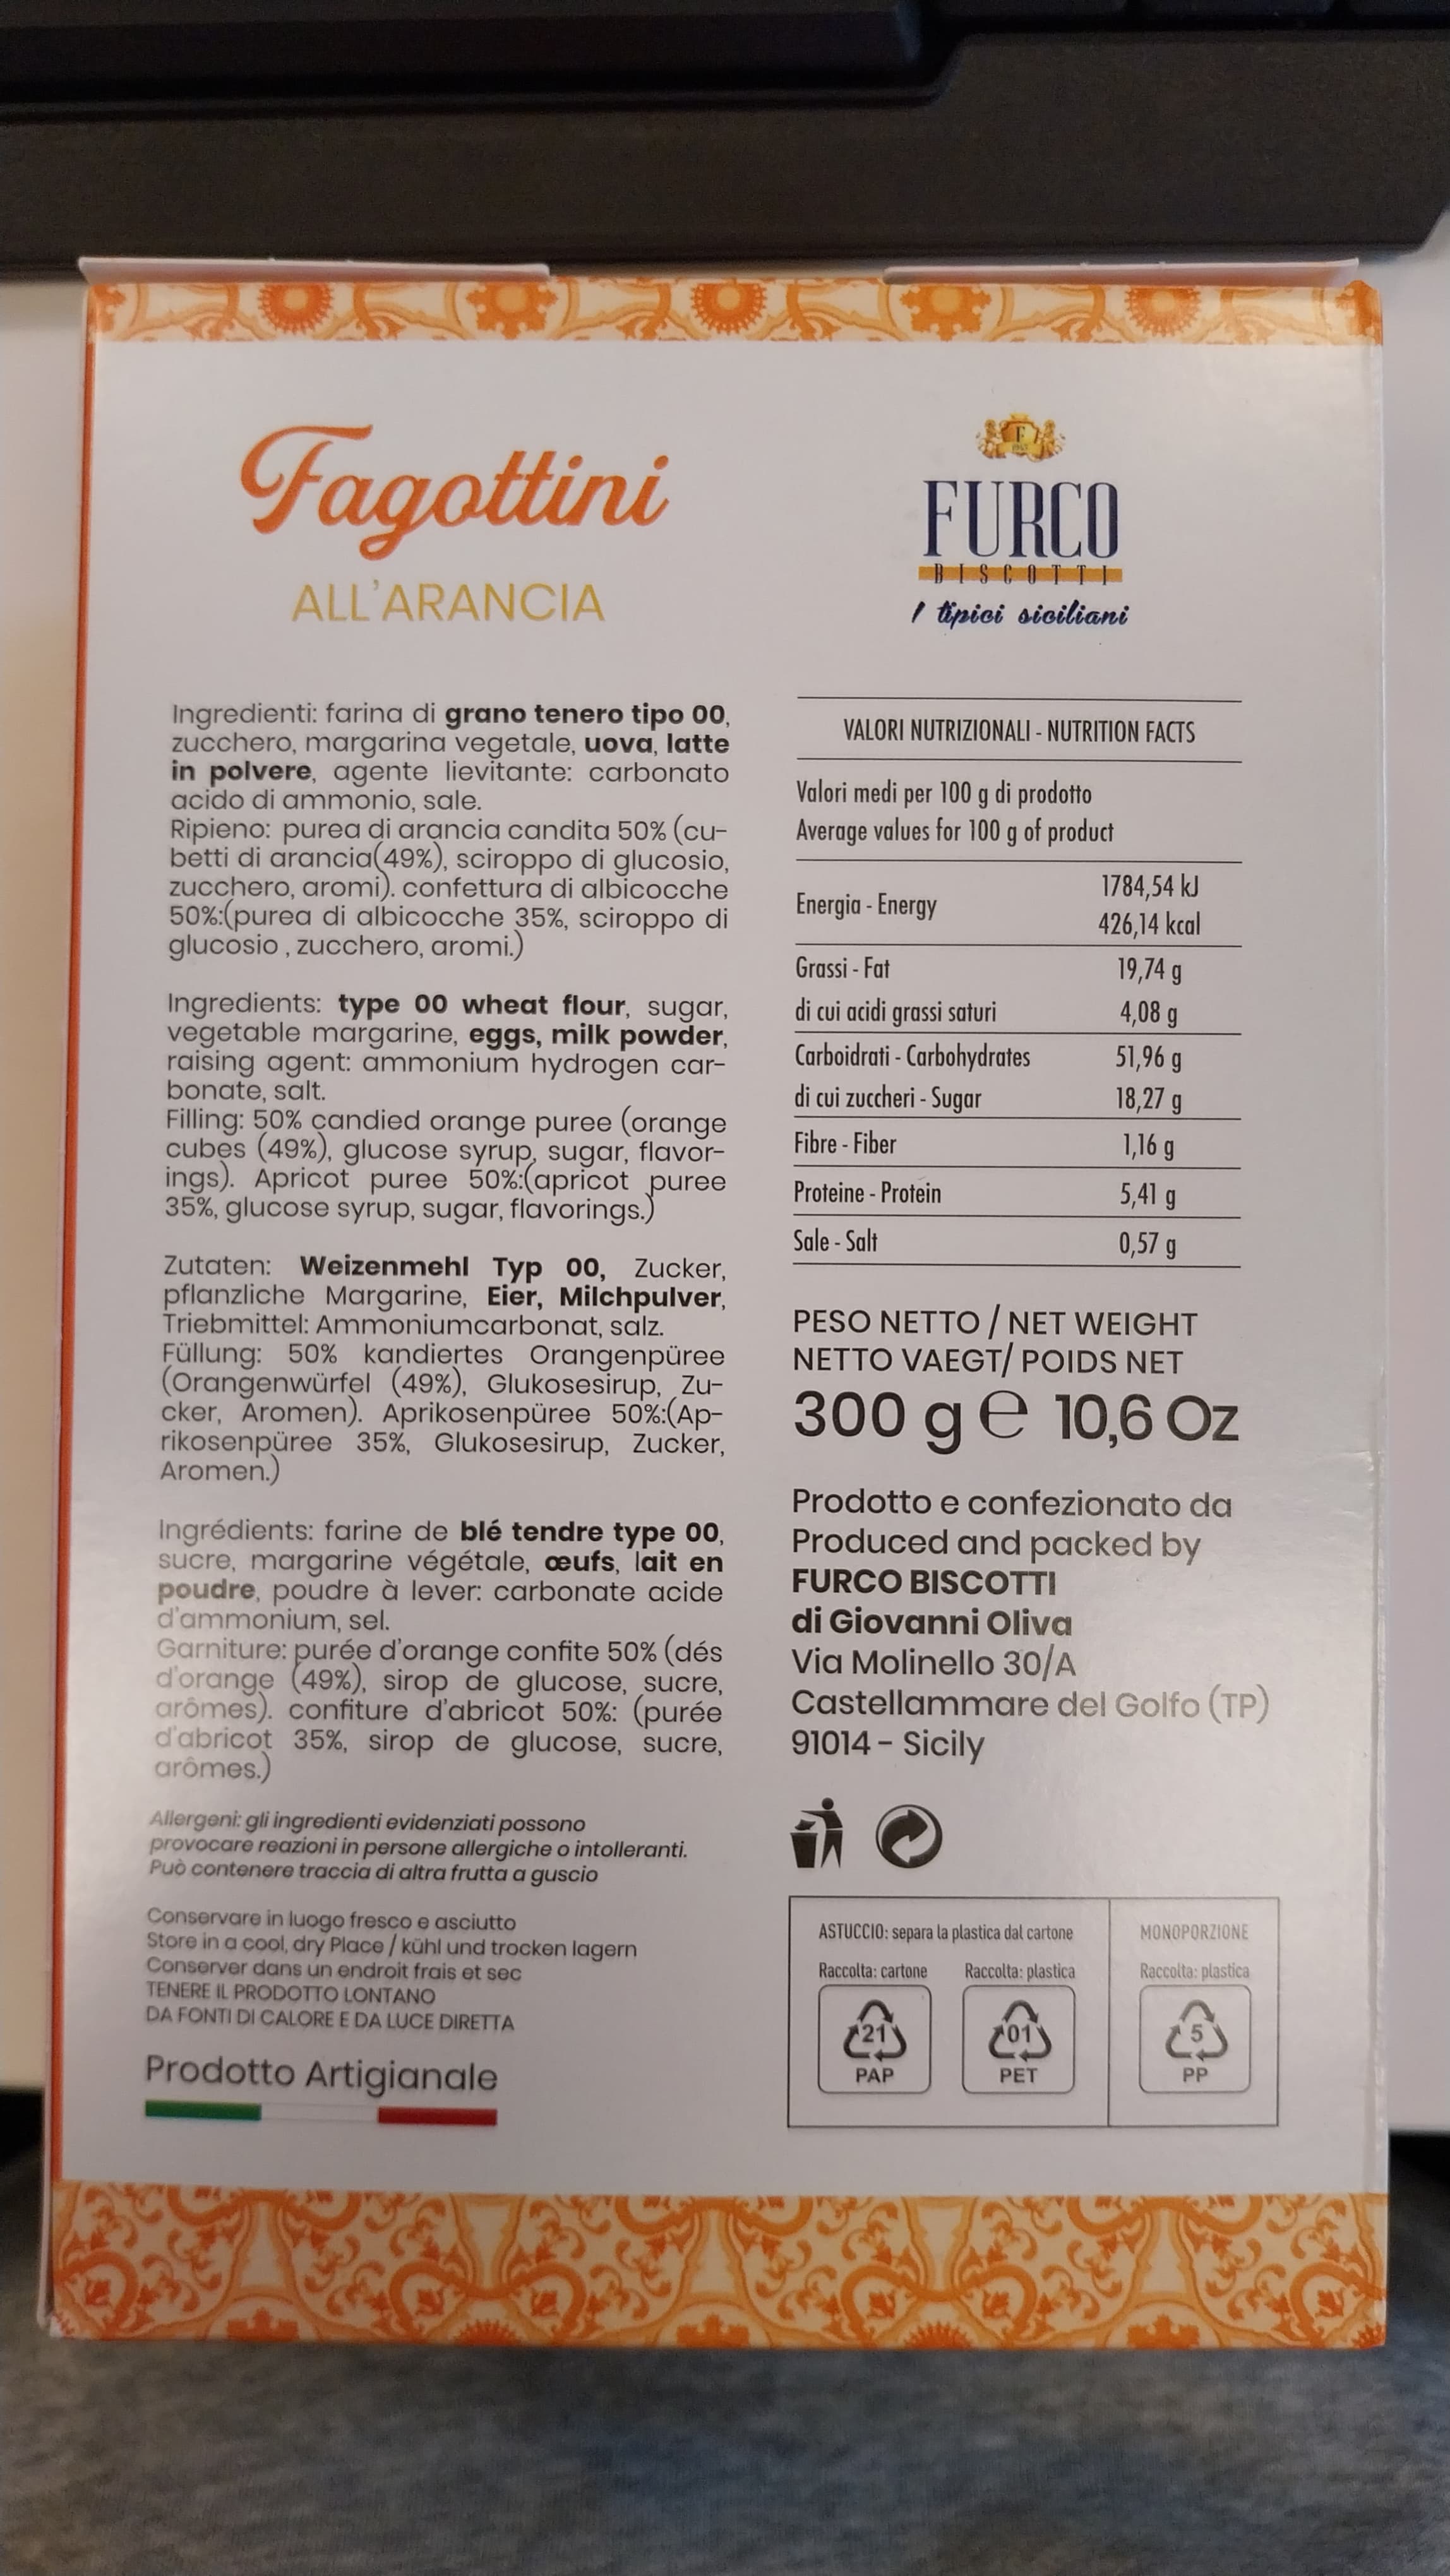 Fagottini
ALL'ARANCIA
Ingredienti: farina di grano tenero tipo 00,
zucchero, margarina vegetale, uova, latte
in polvere, agente lievitante: carbonato
acido di ammonio, sale.
Ripieno: purea di arancia candita 50% (cu-
betti di arancia(49%), sciroppo di glucosio,
zucchero, aromi). confettura di albicocche
50%:(purea di albicocche 35%, sciroppo di
glucosio , zucchero, aromi.)
Ingredients: type 00 wheat flour, sugar,
vegetable margarine, eggs, milk powder,
raising agent: ammonium hydrogen car-
bonate, salt.
Filling: 50% candied orange puree (orange
cubes (49%), glucose syrup, sugar, flavor-
ings). Apricot puree 50%:(apricot puree
35%, glucose syrup, sugar, flavorings.)
Zutaten: Weizenmehl Typ 00, Zucker,
pflanzliche Margarine, Eier, Milchpulver,
Triebmittel: Ammoniumcarbonat, salz.
Füllung: 50% kandiertes Orangenpüree
(Orangenwürfel (49%), Glukosesirup, Zu-
cker, Aromen). Aprikosenpüree 50%:(Ap-
rikosenpüree 35%, Glukosesirup, Zucker,
Aromen.)
Ingrédients: farine de blé tendre type 00,
sucre, margarine végétale, œufs, lait en
poudre, poudre à lever: carbonate acide
d'ammonium, sel.
Garniture: purée d'orange confite 50% (dés
d'orange (49%), sirop de glucose, sucre,
arômes). confiture d'abricot 50%: (purée
d'abricot 35%, sirop de glucose, sucre,
arômes.)
Allergeni: gli ingredienti evidenziati possono
provocare reazioni in persone allergiche o intolleranti.
Può contenere traccia di altra frutta a guscio
Conservare in luogo fresco e asciutto
Store in a cool, dry Place / kühl und trocken lagern
Conserver dans un endroit frais et sec
TENERE IL PRODOTTO LONTANO
DA FONTI DI CALORE E DA LUCE DIRETTA
Prodotto Artigianale
F
FURCO
BISCOTTI
I tipici siciliani
VALORI NUTRIZIONALI - NUTRITION FACTS
Valori medi per 100 g di prodotto
Average values for 100 g of product
Energia - Energy 1784,54 kJ
426,14 kcal
Grassi - Fat 19,74 g
di cui acidi grassi saturi 4,08 g
Carboidrati - Carbohydrates 51,96 g
di cui zuccheri - Sugar 18,27 g
Fibre - Fiber 1,16 g
Proteine - Protein 5,41 g
Sale - Salt 0,57 g
PESO NETTO / NET WEIGHT
NETTO VAEGT/ POIDS NET
300 g e 10,6 Oz
Prodotto e confezionato da
Produced and packed by
FURCO BISCOTTI
di Giovanni Oliva
Via Molinello 30/A
Castellammare del Golfo (TP)
91014 - Sicily
ASTUCCIO: separa la plastica dal cartone MONOPORZIONE
Raccolta: cartone Raccolta: plastica Raccolta: plastica
21 01 5
PAP PET PP